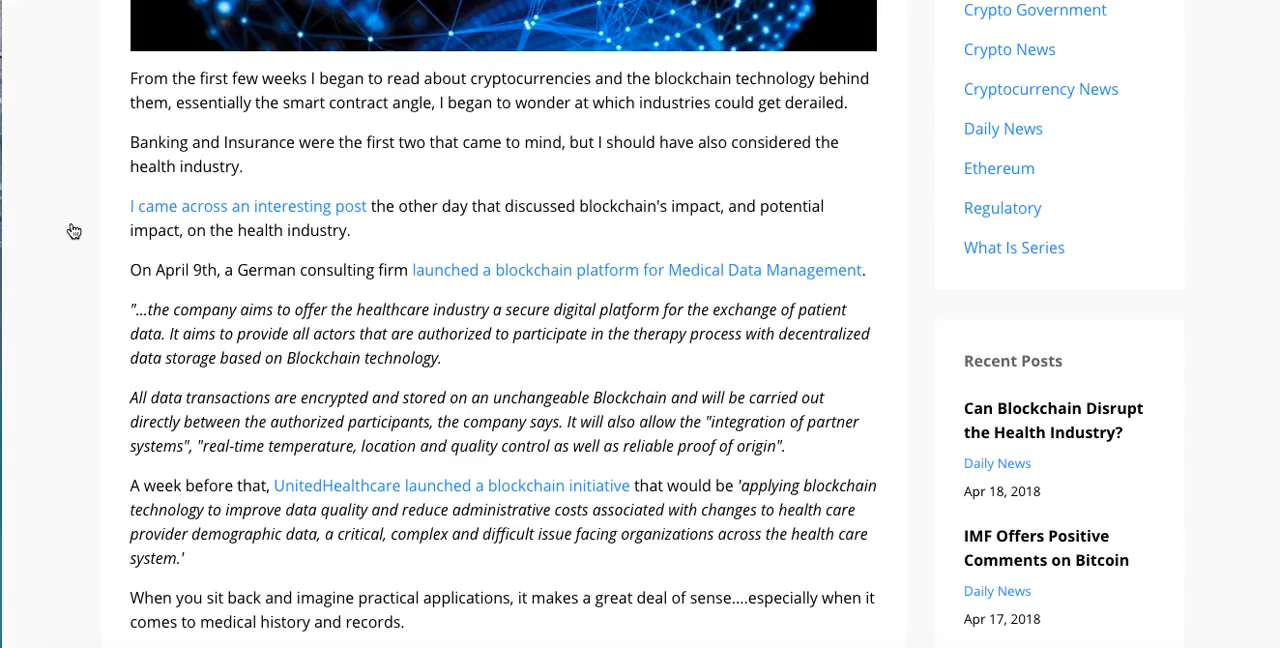 From the first few weeks I began to read about cryptocurrencies and the blockchain technology behind
them, essentially the smart contract angle, I began to wonder at which industries could get derailed.
Banking and Insurance were the first two that came to mind, but I should have also considered the
health industry.
I came across an interesting post the other day that discussed blockchain's impact, and potential
impact, on the health industry.
On April 9th, a German consulting firm launched a blockchain platform for Medical Data Management.
"...the company aims to offer the healthcare industry a secure digital platform for the exchange of patient
data. It aims to provide all actors that are authorized to participate in the therapy process with decentralized
data storage based on Blockchain technology.
All data transactions are encrypted and stored on an unchangeable Blockchain and will be carried out
directly between the authorized participants, the company says. It will also allow the "integration of partner
systems", "real-time temperature, location and quality control as well as reliable proof of origin".
A week before that, UnitedHealthcare launched a blockchain initiative that would be 'applying blockchain
technology to improve data quality and reduce administrative costs associated with changes to health care
provider demographic data, a critical, complex and difficult issue facing organizations across the health care
system.'
When you sit back and imagine practical applications, it makes a great deal of sense....especially when it
comes to medical history and records.
Crypto Government
Crypto News
Cryptocurrency News
Daily News
Ethereum
Regulatory
What Is Series
Recent Posts
Can Blockchain Disrupt
the Health Industry?
Daily News
Apr 18, 2018
IMF Offers Positive
Comments on Bitcoin
Daily News
Apr 17, 2018